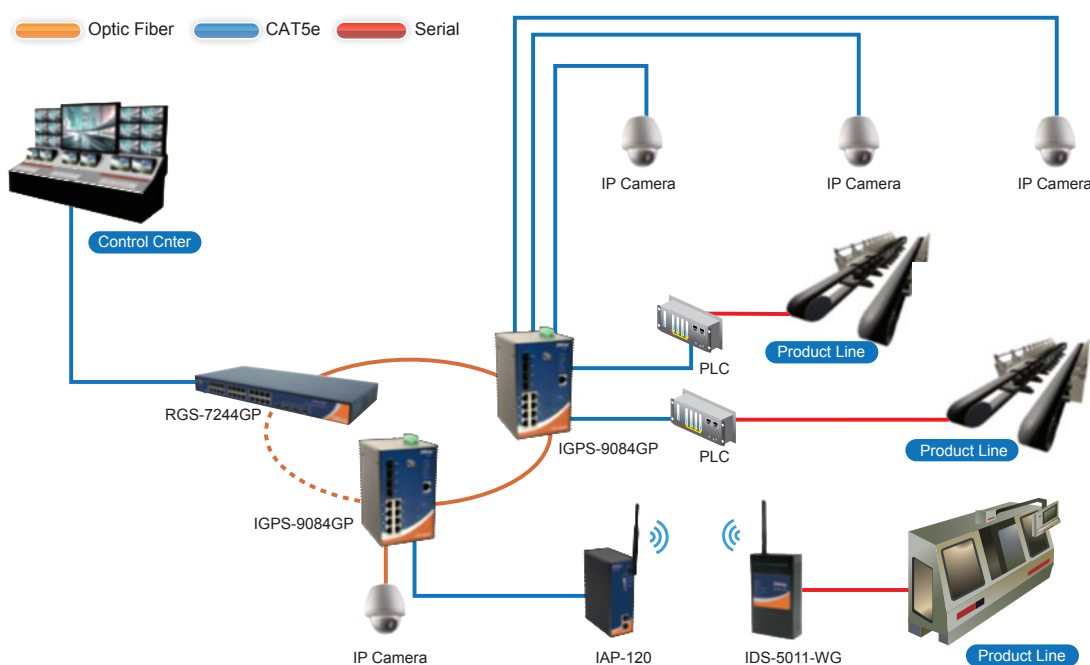 Optic Fiber
CAT5e
Serial
IP Camera
IP Camera
IP Camera
Control Cnter
PLC
Product Line
RGS-7244GP
IGPS-9084GP
PLC
Product Line
IGPS-9084GP
IP Camera
IAP-120
IDS-5011-WG
Product Line